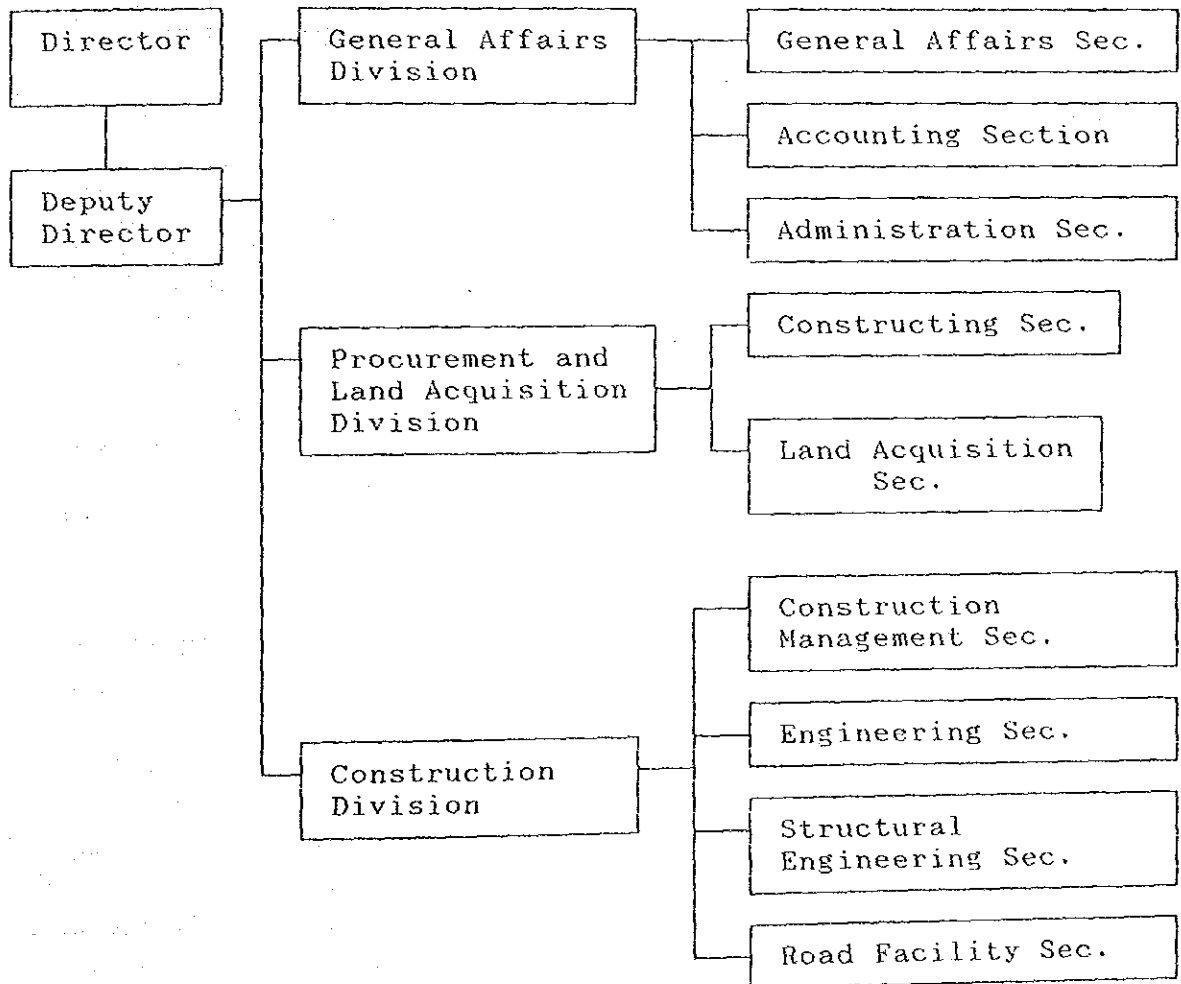 Director
Deputy
Director
General Affairs
Division
General Affairs Sec.
Accounting Section
Administration Sec.
Procurement and
Land Acquisition
Division
Constructing Sec.
Land Acquisition
Sec.
Construction
Division
Construction
Management Sec.
Engineering Sec.
Structural
Engineering Sec.
Road Facility Sec.